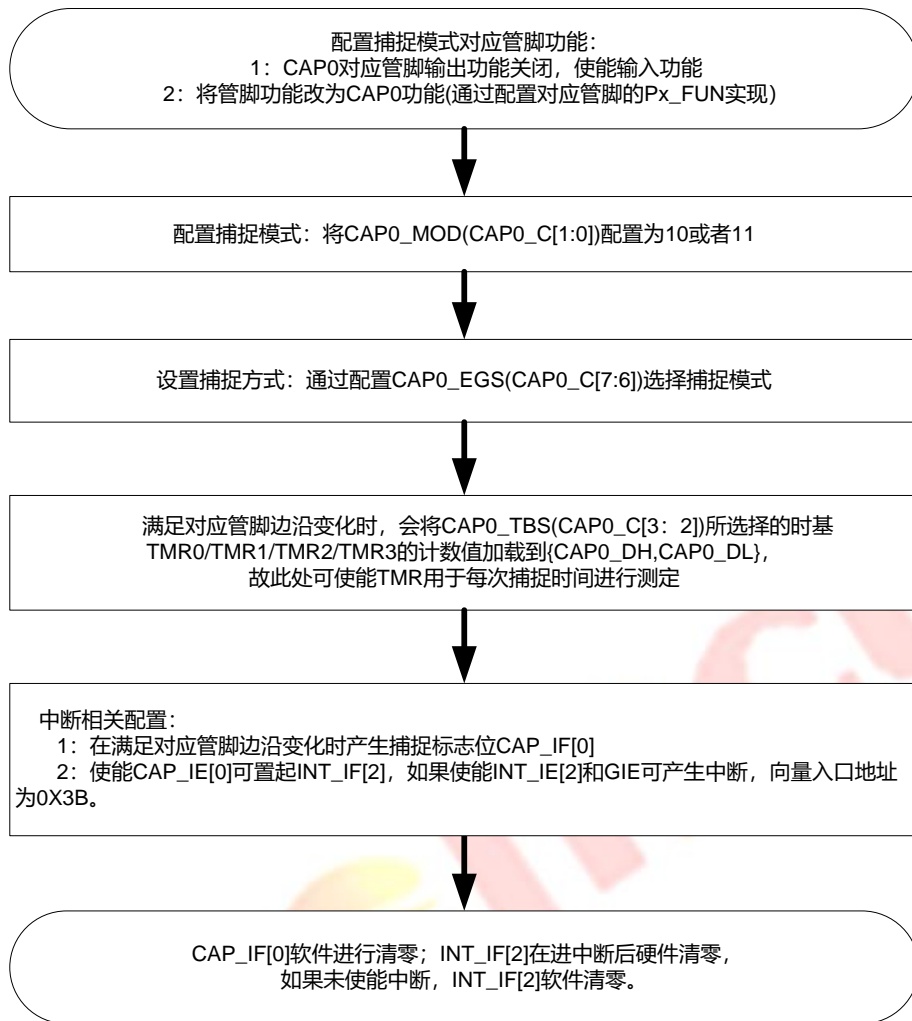 配置捕捉模式对应管脚功能：
1：CAP0对应管脚输出功能关闭，使能输入功能
2：将管脚功能改为CAP0功能(通过配置对应管脚的Px_FUN实现）
配置捕捉模式：将CAP0_MOD(CAP0_C[1:0])配置为10或者11
设置捕捉方式：通过配置CAP0_EGS(CAP0_C[7:6])选择捕捉模式
满足对应管脚边沿变化时，会将CAP0_TBS(CAP0_C[3：2])所选择的时基
TMR0/TMR1/TMR2/TMR3的计数值加载到{CAP0_DH,CAP0_DL}，
故此处可使能TMR用于每次捕捉时间进行测定
中断相关配置：
1：在满足对应管脚边沿变化时产生捕捉标志位CAP_IF[0]
2：使能CAP_IE[0]可置起INT_IF[2]，如果使能INT_IE[2]和GIE可产生中断，向量入口地址
为0X3B。
CAP_IF[0]软件进行清零；INT_IF[2]在进中断后硬件清零，
如果未使能中断，INT_IF[2]软件清零。